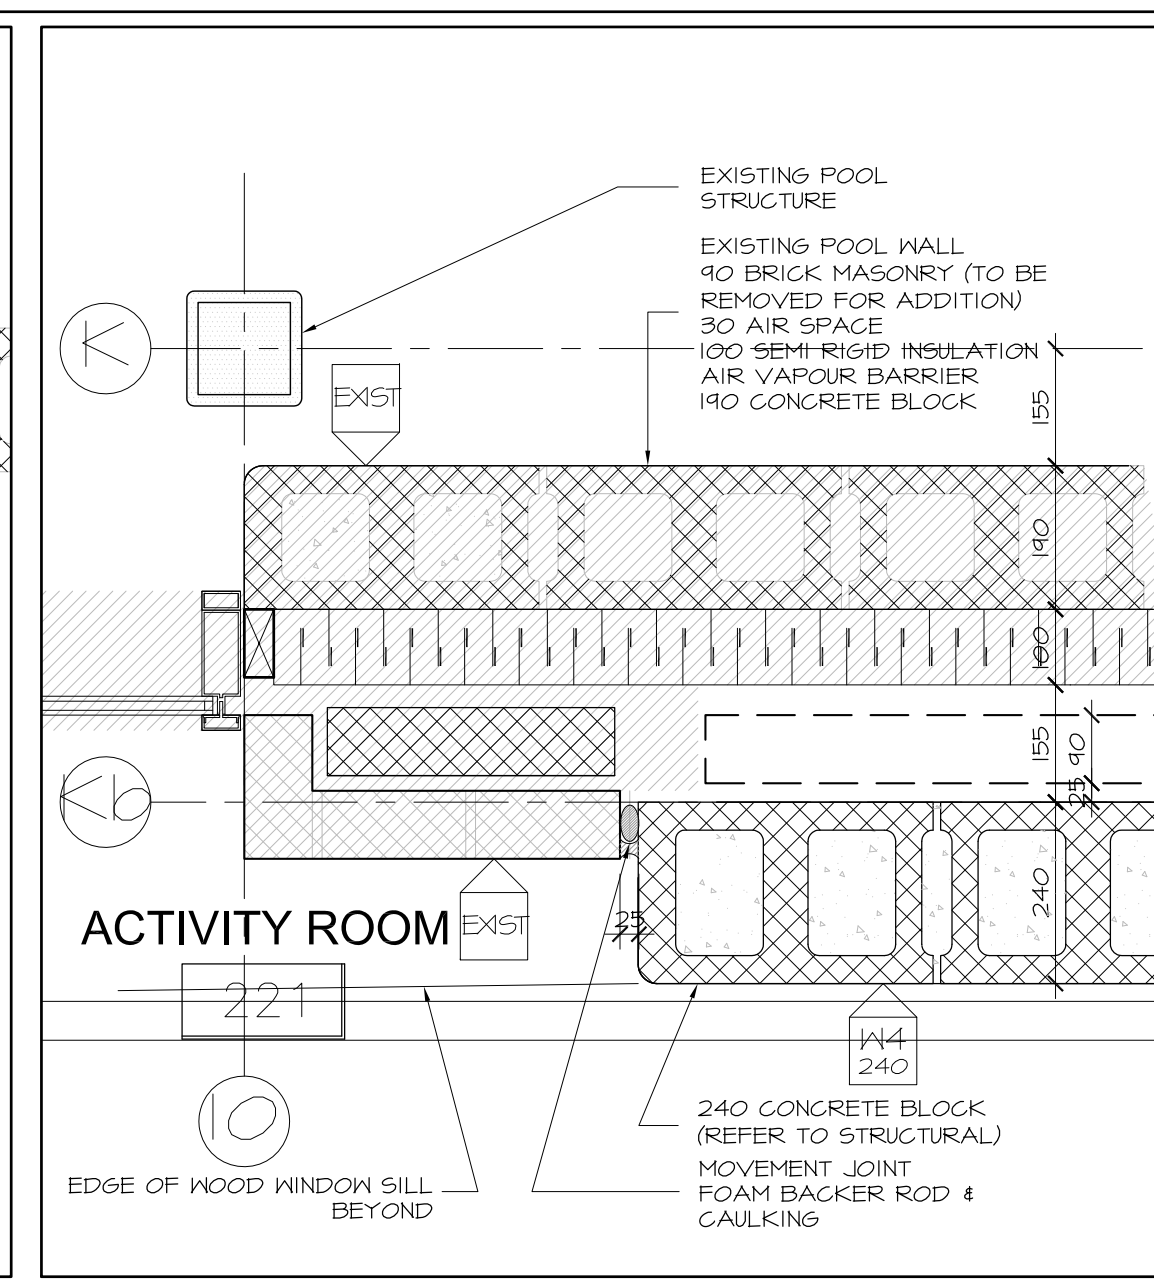 EXISTING POOL
STRUCTURE
EXISTING POOL WALL
90 BRICK MASONRY (TO BE
REMOVED FOR ADDITION)
30 AIR SPACE
100 SEMI RIGID INSULATION
AIR VAPOUR BARRIER
190 CONCRETE BLOCK
K
EXIST
155
190
100
155
90
25
240
Kb
ACTIVITY ROOM
EXIST
25
221
W4
240
10
240 CONCRETE BLOCK
(REFER TO STRUCTURAL)
MOVEMENT JOINT
FOAM BACKER ROD &
CAULKING
EDGE OF WOOD WINDOW SILL
BEYOND